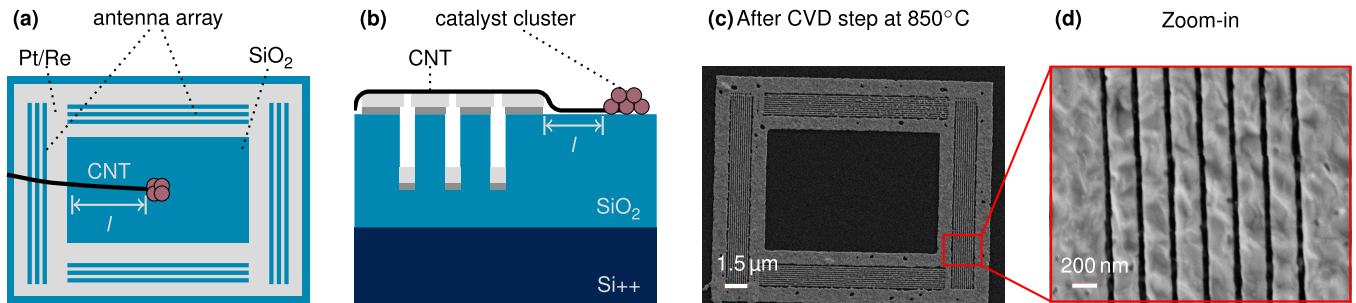 (a)
antenna array
Pt/Re
SiO₂
CNT
l
(b)
catalyst cluster
CNT
l
SiO₂
Si++
(c) After CVD step at 850°C
1.5 µm
(d) Zoom-in
200 nm